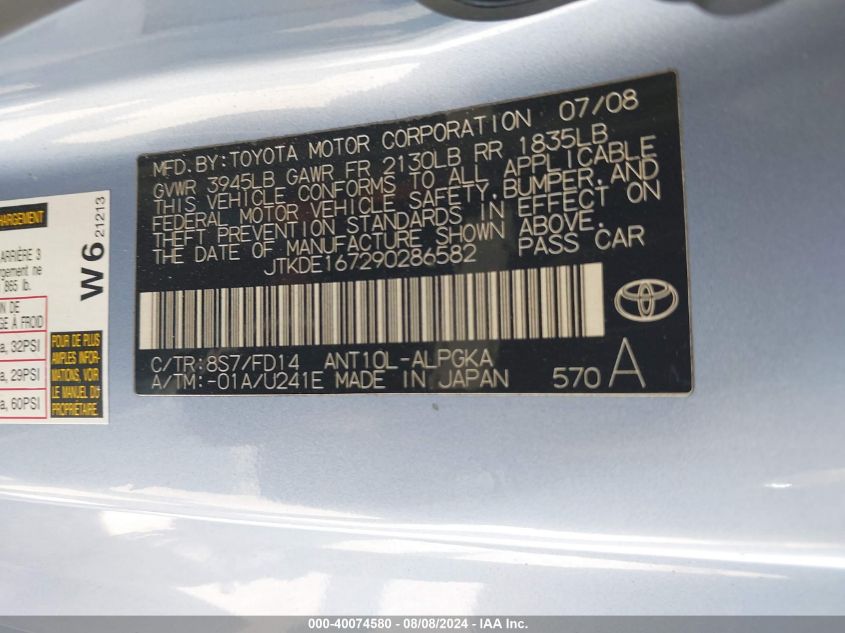 MFD. BY: TOYOTA MOTOR CORPORATION 07/08
GVWR 3945LB GAWR FR 2130LB RR 1835LB
THIS VEHICLE CONFORMS TO ALL APPLICABLE
FEDERAL MOTOR VEHICLE SAFETY, BUMPER, AND
THEFT PREVENTION STANDARDS IN EFFECT ON
THE DATE OF MANUFACTURE SHOWN ABOVE.
JTKDE167290286582 PASS CAR
C/TR: 8S7/FD14 ANT10L-ALPGKA
A/TM: -01A/U241E MADE IN JAPAN 570 A
HARGEMENT
ARRIÈRE 3
rgement ne
865 lb.
W6 21213
ON DE
GE À FROID
a, 32PSI
a, 29PSI
a, 60PSI
POUR DE PLUS
AMPLES INFOR-
MATIONS, VOIR
LE MANUEL DU
PROPRIÉTAIRE.
000-40074580 - 08/08/2024 - IAA Inc.